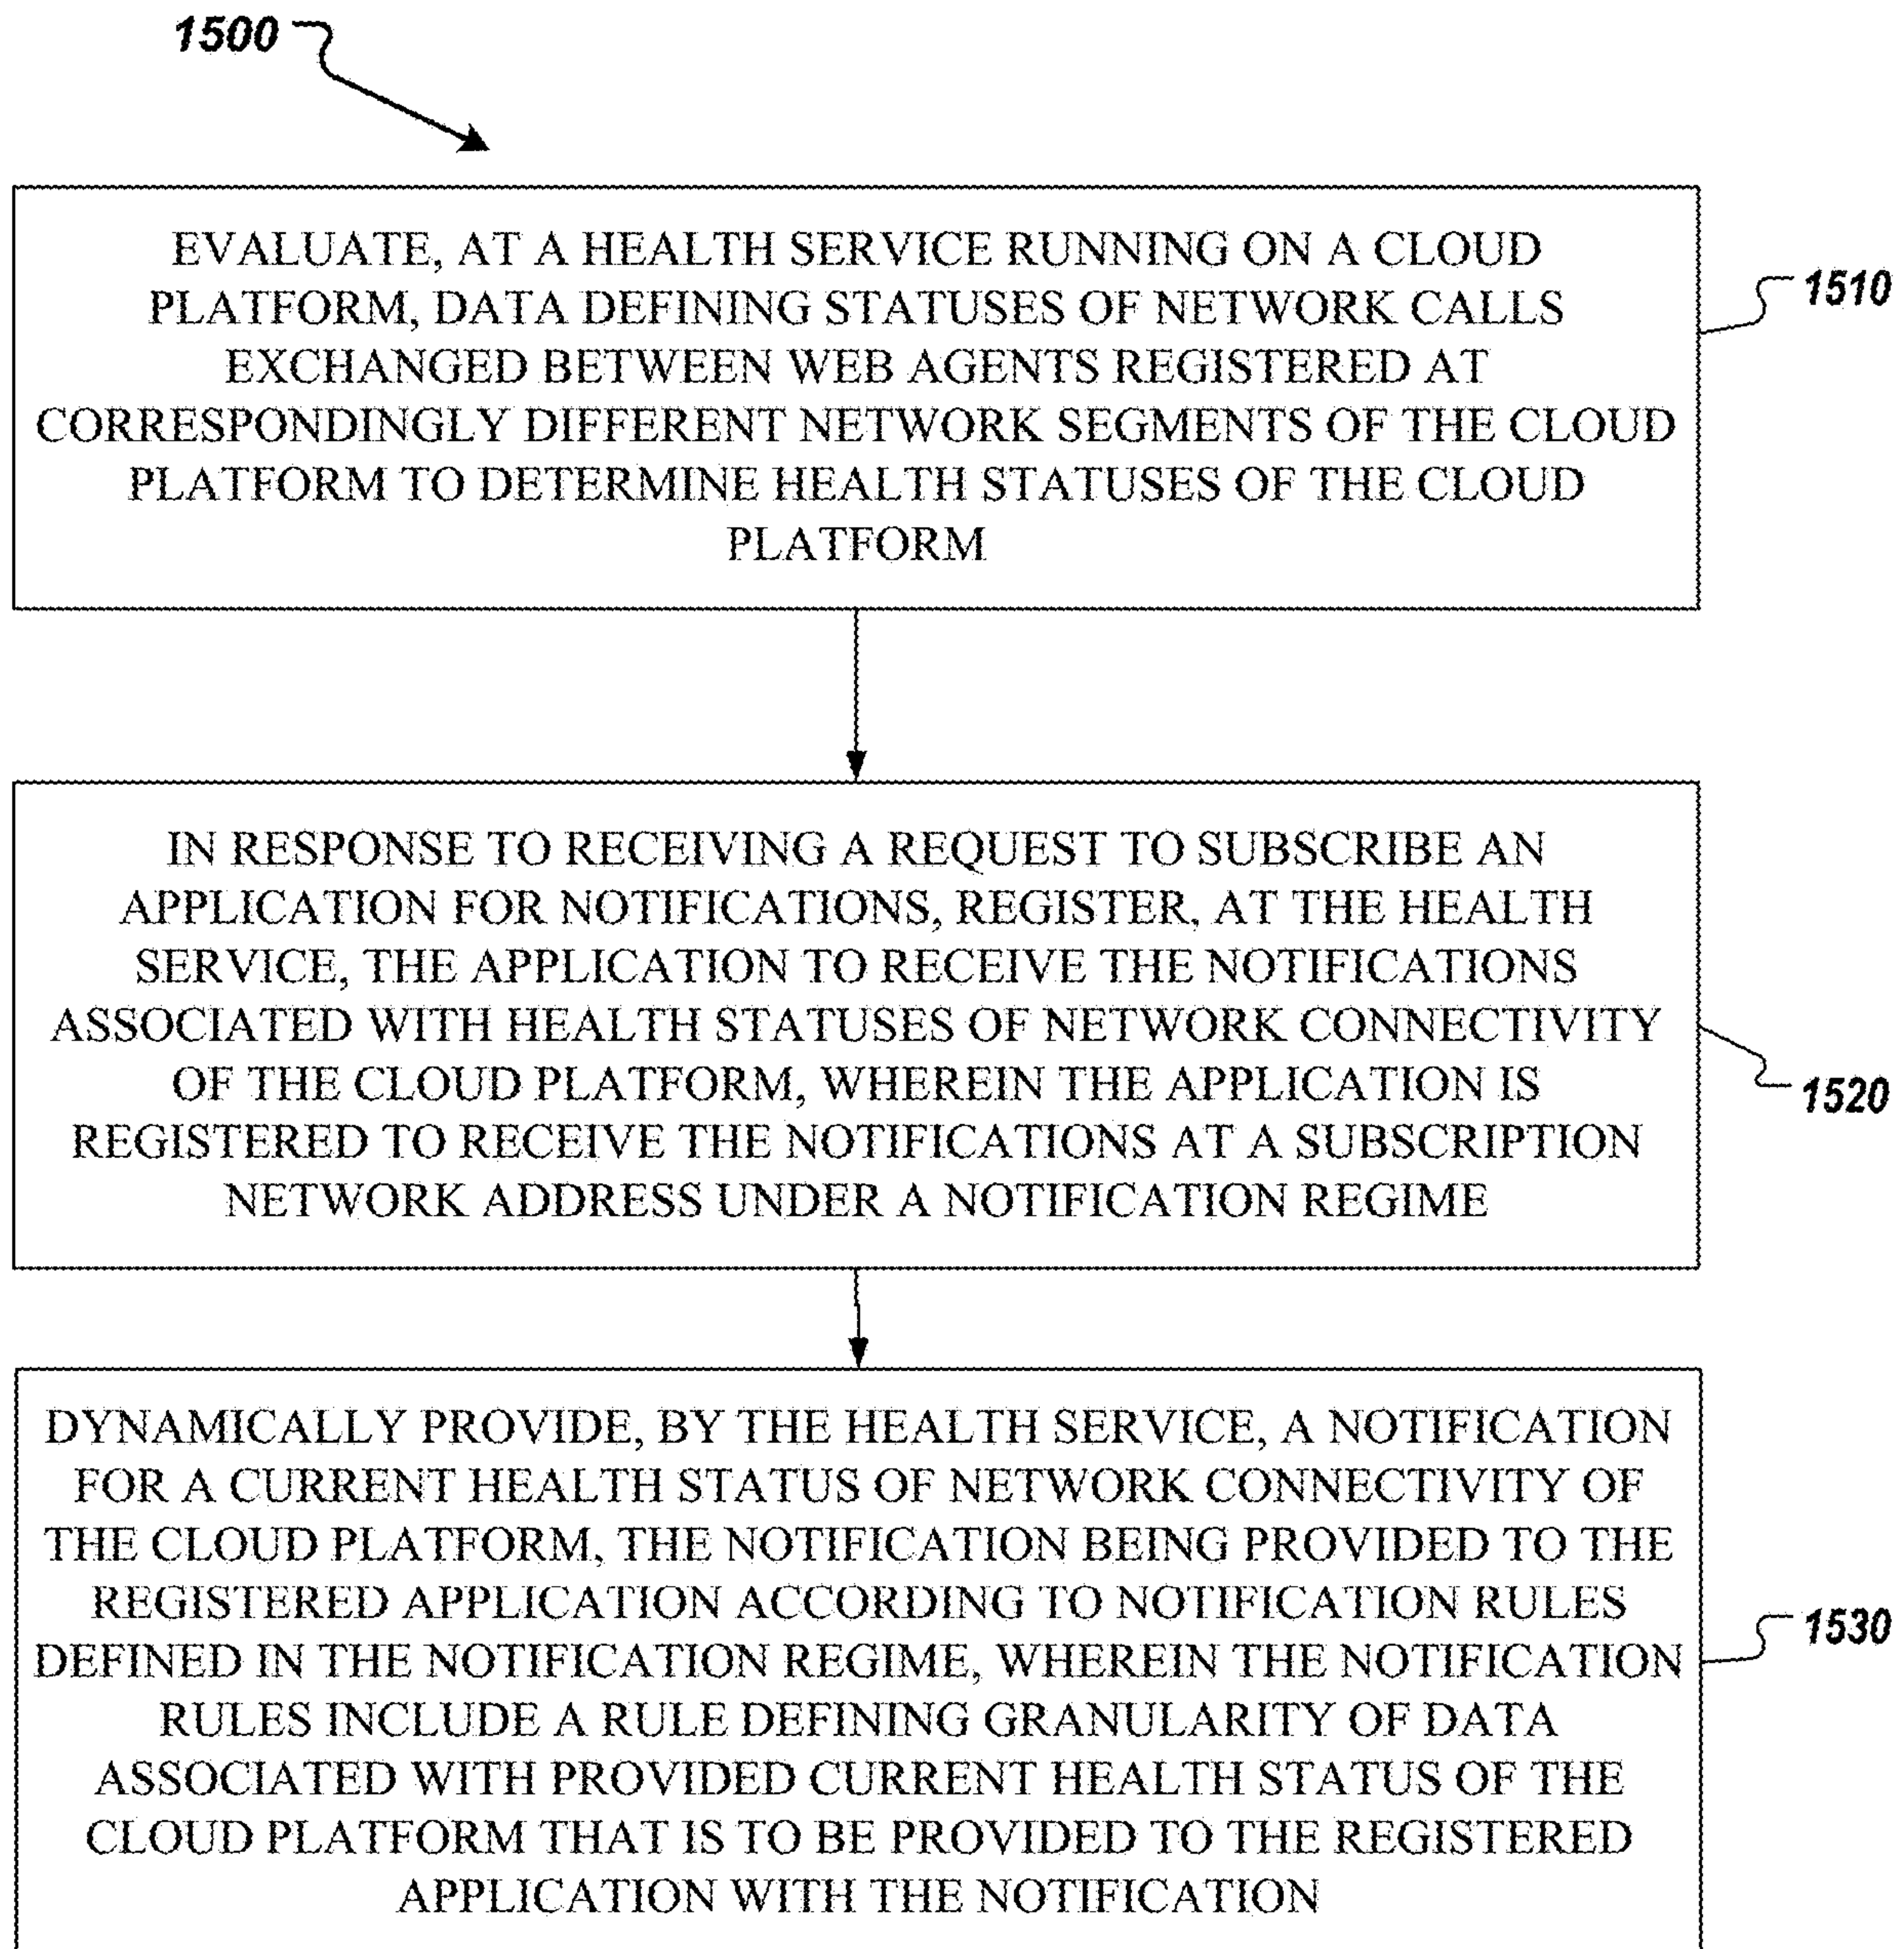 1500
EVALUATE, AT A HEALTH SERVICE RUNNING ON A CLOUD
PLATFORM, DATA DEFINING STATUSES OF NETWORK CALLS
EXCHANGED BETWEEN WEB AGENTS REGISTERED AT
CORRESPONDINGLY DIFFERENT NETWORK SEGMENTS OF THE CLOUD
PLATFORM TO DETERMINE HEALTH STATUSES OF THE CLOUD
PLATFORM
1510
IN RESPONSE TO RECEIVING A REQUEST TO SUBSCRIBE AN
APPLICATION FOR NOTIFICATIONS, REGISTER, AT THE HEALTH
SERVICE, THE APPLICATION TO RECEIVE THE NOTIFICATIONS
ASSOCIATED WITH HEALTH STATUSES OF NETWORK CONNECTIVITY
OF THE CLOUD PLATFORM, WHEREIN THE APPLICATION IS
REGISTERED TO RECEIVE THE NOTIFICATIONS AT A SUBSCRIPTION
NETWORK ADDRESS UNDER A NOTIFICATION REGIME
1520
DYNAMICALLY PROVIDE, BY THE HEALTH SERVICE, A NOTIFICATION
FOR A CURRENT HEALTH STATUS OF NETWORK CONNECTIVITY OF
THE CLOUD PLATFORM, THE NOTIFICATION BEING PROVIDED TO THE
REGISTERED APPLICATION ACCORDING TO NOTIFICATION RULES
DEFINED IN THE NOTIFICATION REGIME, WHEREIN THE NOTIFICATION
RULES INCLUDE A RULE DEFINING GRANULARITY OF DATA
ASSOCIATED WITH PROVIDED CURRENT HEALTH STATUS OF THE
CLOUD PLATFORM THAT IS TO BE PROVIDED TO THE REGISTERED
APPLICATION WITH THE NOTIFICATION
1530